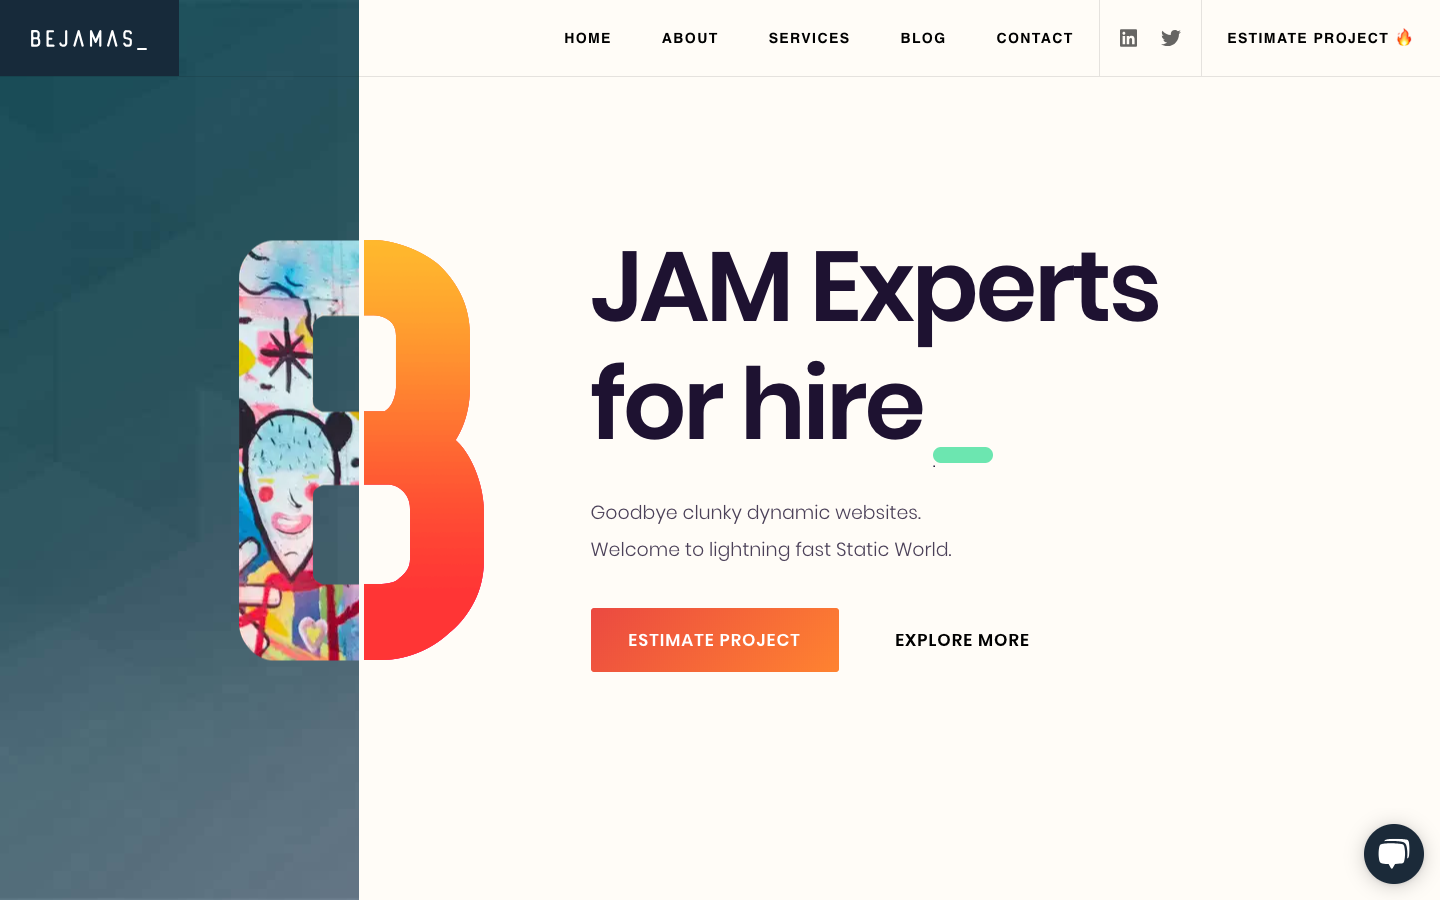 BEJAMAS_
HOME ABOUT SERVICES BLOG CONTACT ESTIMATE PROJECT 🔥
B
JAM Experts
for hire
Goodbye clunky dynamic websites.
Welcome to lightning fast Static World.
ESTIMATE PROJECT EXPLORE MORE